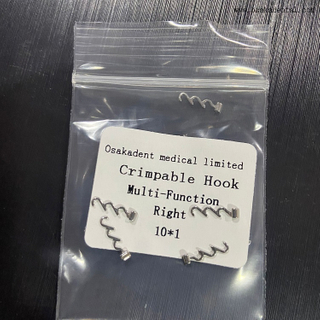 Osakadent medical limited
Crimpable Hook
Multi-Function
Right
10*1